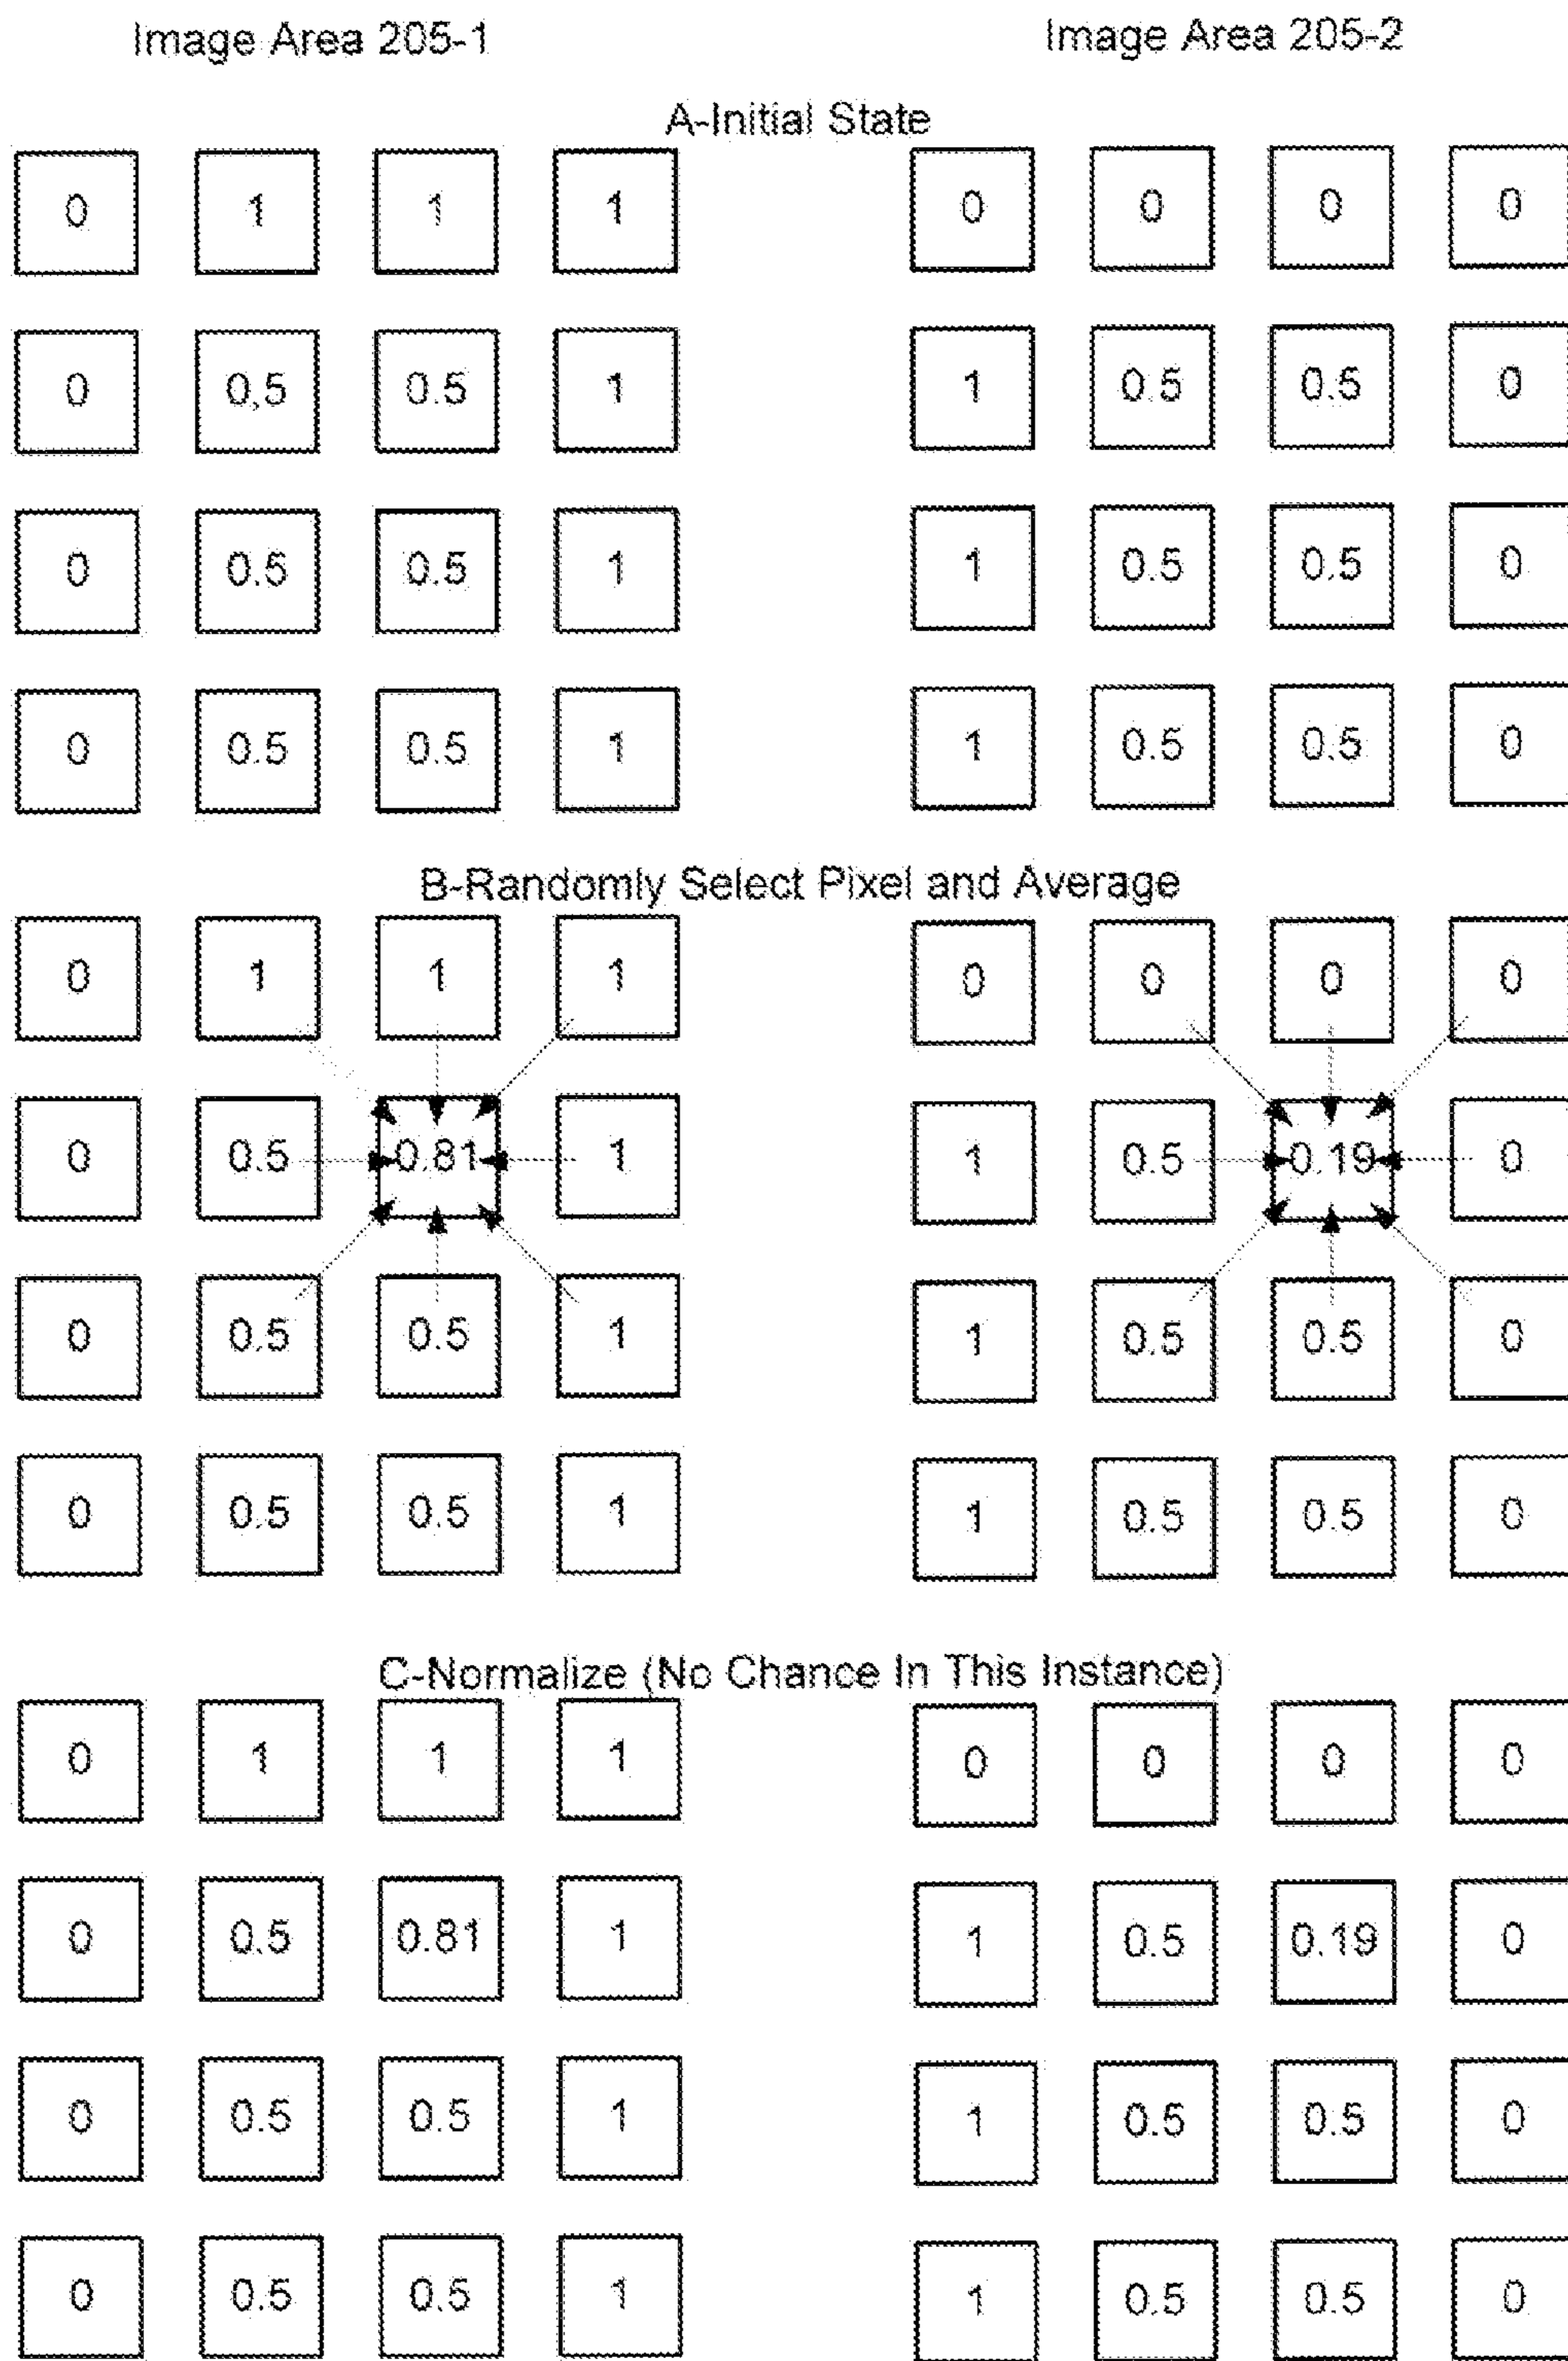 Image Area 205-1 Image Area 205-2
A-Initial State
0 1 1 1 0 0 0 0
0 0.5 0.5 1 1 0.5 0.5 0
0 0.5 0.5 1 1 0.5 0.5 0
0 0.5 0.5 1 1 0.5 0.5 0
B-Randomly Select Pixel and Average
0 1 1 1 0 0 0 0
0 0.5 0.81 1 1 0.5 0.19 0
0 0.5 0.5 1 1 0.5 0.5 0
0 0.5 0.5 1 1 0.5 0.5 0
C-Normalize (No Chance In This Instance)
0 1 1 1 0 0 0 0
0 0.5 0.81 1 1 0.5 0.19 0
0 0.5 0.5 1 1 0.5 0.5 0
0 0.5 0.5 1 1 0.5 0.5 0